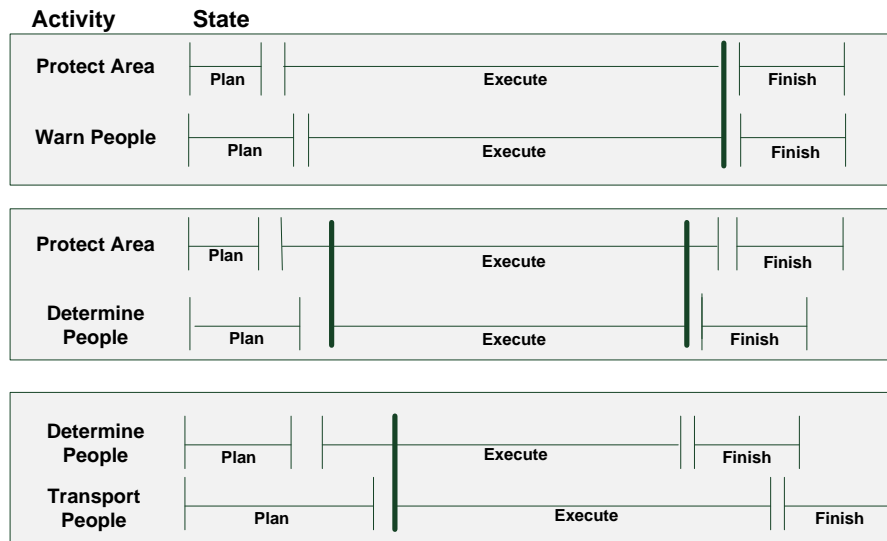 Activity State
Protect Area
Plan Execute Finish
Warn People
Plan Execute Finish
Protect Area
Plan Execute Finish
Determine
People
Plan Execute Finish
Determine
People
Plan Execute Finish
Transport
People
Plan Execute Finish